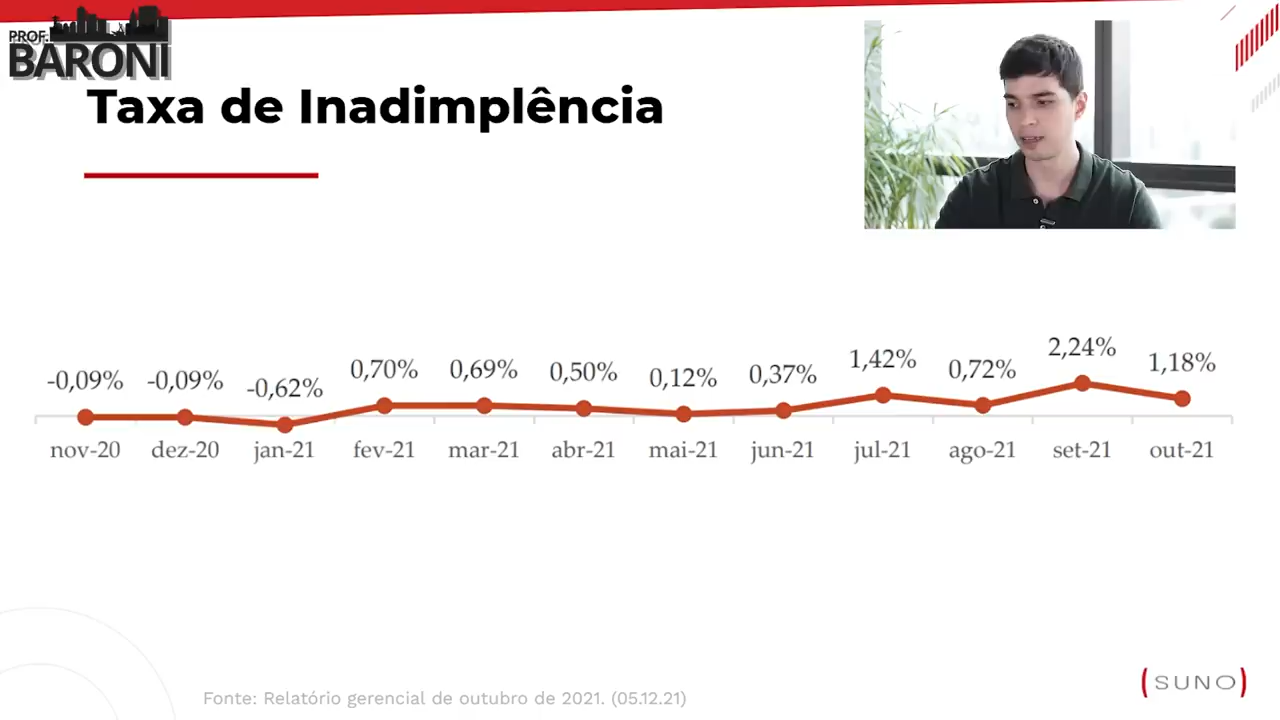 PROF.
BARONI
Taxa de Inadimplência
-0,09% -0,09% -0,62% 0,70% 0,69% 0,50% 0,12% 0,37% 1,42% 0,72% 2,24% 1,18%
nov-20 dez-20 jan-21 fev-21 mar-21 abr-21 mai-21 jun-21 jul-21 ago-21 set-21 out-21
Fonte: Relatório gerencial de outubro de 2021. (05.12.21)
(SUNO)